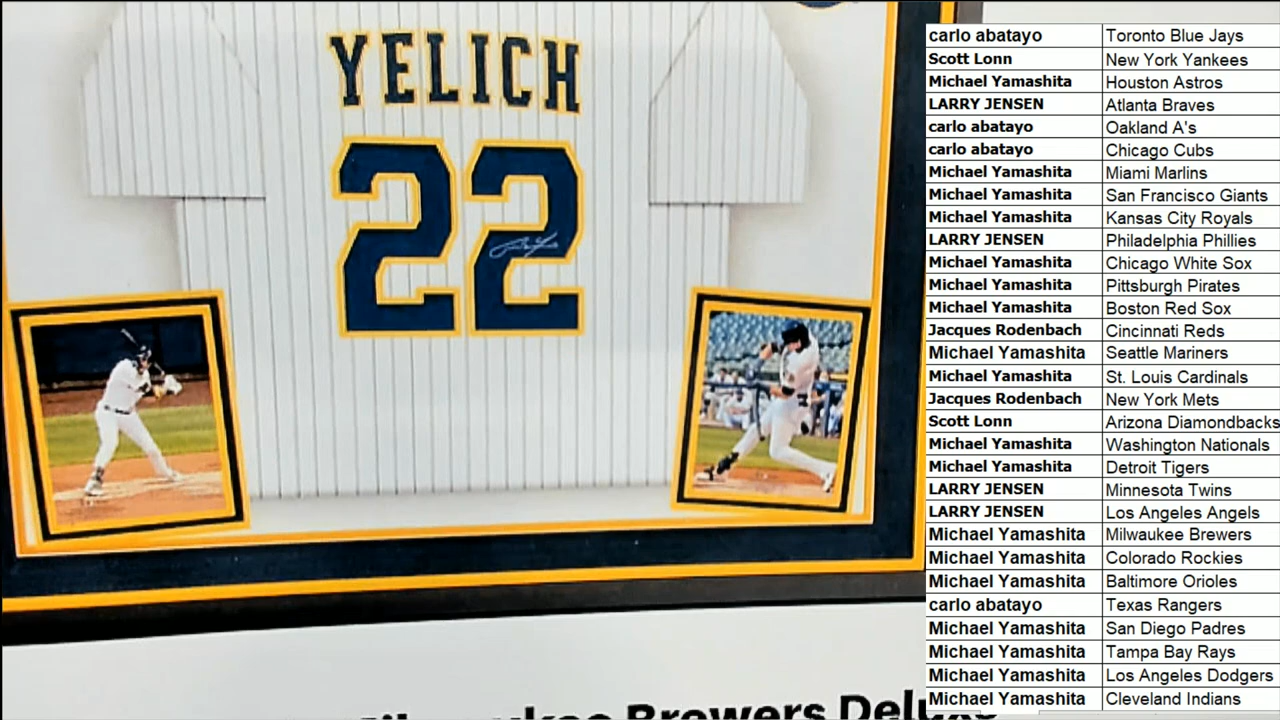 YELICH
22
Milwaukee Brewers Deluxe
carlo abatayo Toronto Blue Jays
Scott Lonn New York Yankees
Michael Yamashita Houston Astros
LARRY JENSEN Atlanta Braves
carlo abatayo Oakland A's
carlo abatayo Chicago Cubs
Michael Yamashita Miami Marlins
Michael Yamashita San Francisco Giants
Michael Yamashita Kansas City Royals
LARRY JENSEN Philadelphia Phillies
Michael Yamashita Chicago White Sox
Michael Yamashita Pittsburgh Pirates
Michael Yamashita Boston Red Sox
Jacques Rodenbach Cincinnati Reds
Michael Yamashita Seattle Mariners
Michael Yamashita St. Louis Cardinals
Jacques Rodenbach New York Mets
Scott Lonn Arizona Diamondbacks
Michael Yamashita Washington Nationals
Michael Yamashita Detroit Tigers
LARRY JENSEN Minnesota Twins
LARRY JENSEN Los Angeles Angels
Michael Yamashita Milwaukee Brewers
Michael Yamashita Colorado Rockies
Michael Yamashita Baltimore Orioles
carlo abatayo Texas Rangers
Michael Yamashita San Diego Padres
Michael Yamashita Tampa Bay Rays
Michael Yamashita Los Angeles Dodgers
Michael Yamashita Cleveland Indians